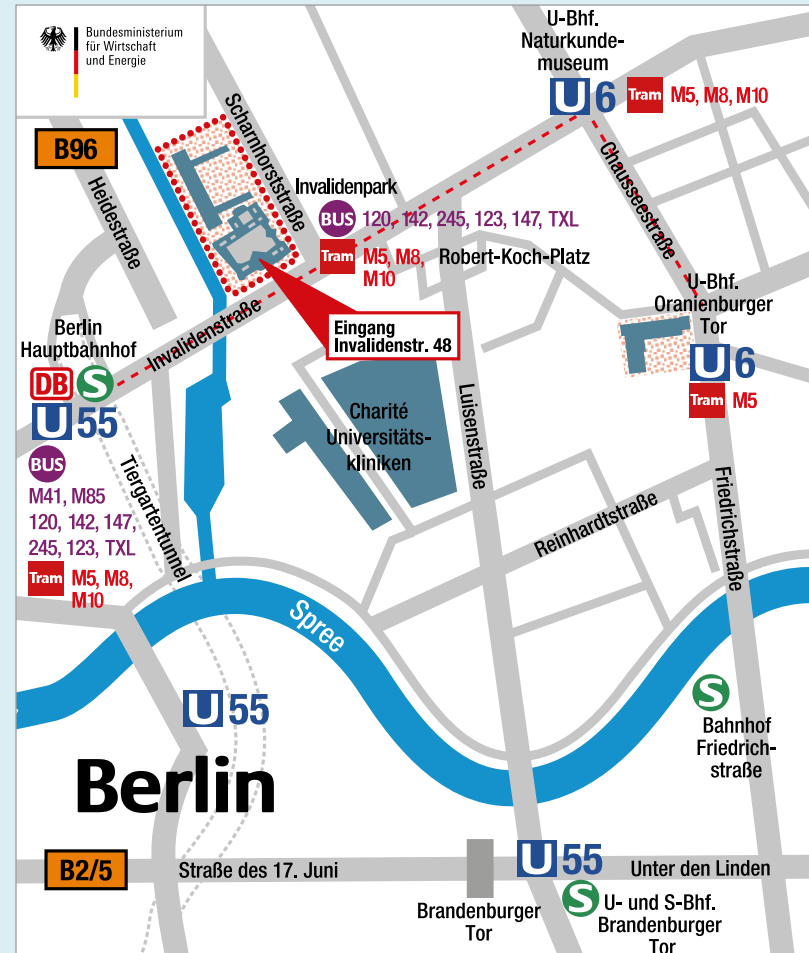 Bundesministerium
für Wirtschaft
und Energie
U-Bhf.
Naturkunde-
museum
U 6
Tram M5, M8, M10
B96
Heidestraße
Scharnhorststraße
Chausseestraße
Invalidenpark
BUS 120, 142, 245, 123, 147, TXL
Tram M5, M8,
M10
Robert-Koch-Platz
Invalidenstraße
Eingang
Invalidenstr. 48
U-Bhf.
Oranienburger
Tor
U 6
Tram M5
Berlin
Hauptbahnhof
DB S
U 55
BUS
M41, M85
120, 142, 147,
245, 123, TXL
Tram M5, M8,
M10
Tiergartentunnel
Charité
Universitäts-
kliniken
Luisenstraße
Reinhardtstraße
Friedrichstraße
Spree
U 55
Berlin
S
Bahnhof
Friedrich-
straße
B2/5
Straße des 17. Juni
Brandenburger
Tor
U 55
Unter den Linden
S U- und S-Bhf.
Brandenburger
Tor